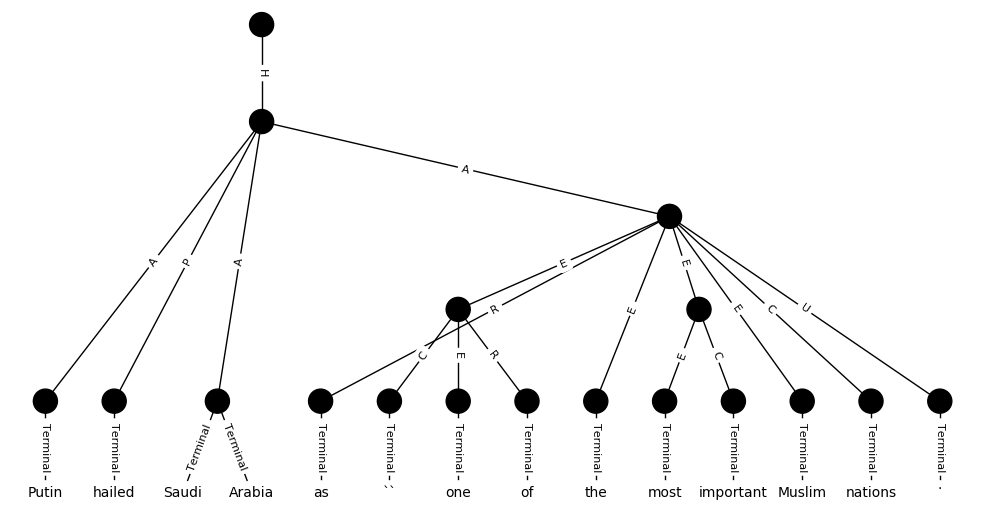 H
A
A P A
E
E
R E E C U
C E R E C
Terminal Terminal Terminal Terminal Terminal Terminal Terminal Terminal Terminal Terminal Terminal Terminal Terminal Terminal
Putin hailed Saudi Arabia as `` one of the most important Muslim nations .